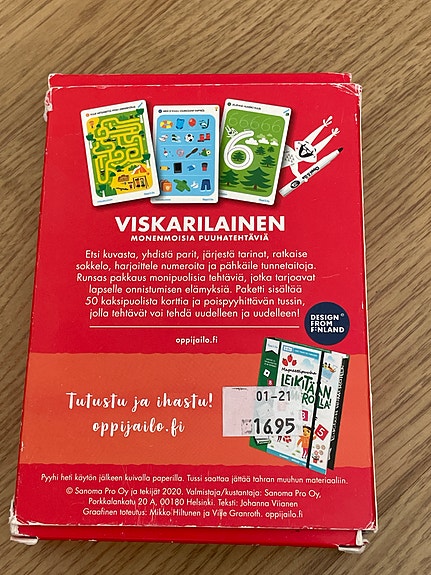 6
VISKARILAINEN
MONENMOISIA PUUHATEHTÄVIÄ
Etsi kuvasta, yhdistä parit, järjestä tarinat, ratkaise
sokkelo, harjoittele numeroita ja pähkäile tunnetaitoja.
Runsas pakkaus monipuolisia tehtäviä, jotka tarjoavat
lapselle onnistumisen elämyksiä. Paketti sisältää
50 kaksipuolista korttia ja poispyyhittävän tussin,
jolla tehtävät voi tehdä uudelleen ja uudelleen!
oppijailo.fi
DESIGN
FROM
FINLAND
Tutustu ja ihastu!
oppijailo.fi
LEIKITÄÄN
01-21
16.95
Pyyhi heti käytön jälkeen kuivalla paperilla. Tussi saattaa jättää tahran muuhun materiaaliin.
© Sanoma Pro Oy ja tekijät 2020. Valmistaja/kustantaja: Sanoma Pro Oy,
Porkkalankatu 20 A, 00180 Helsinki. Teksti: Johanna Viianen
Graafinen toteutus: Mikko Hiltunen ja Ville Granroth. oppijailo.fi